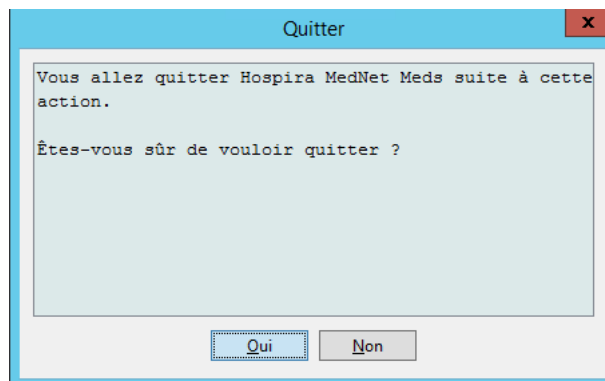 Quitter
x
Vous allez quitter Hospira MedNet Meds suite à cette
action.
Êtes-vous sûr de vouloir quitter ?
Oui
Non